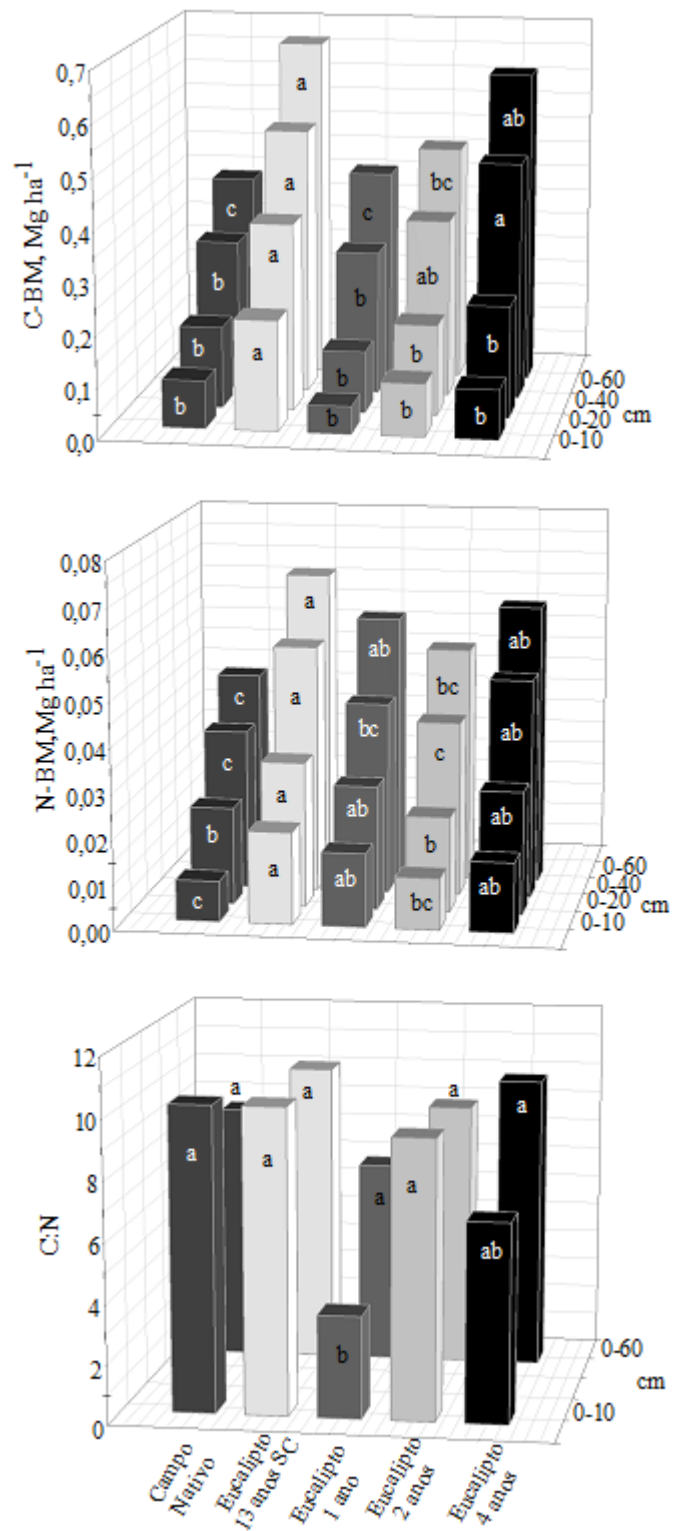 0,7
0,6
0,5
0,4
0,3
0,2
0,1
0,0
C-BM, Mg ha-1
a
ab
c
a
c
bc
a
b
a
b
ab
b
a
b
b
b
b
b
b
b
0-60
0-40
0-20
0-10
cm
0,08
0,07
0,06
0,05
0,04
0,03
0,02
0,01
0,00
N-BM,Mg ha-1
a
ab
ab
c
bc
a
bc
c
ab
c
a
ab
b
ab
b
a
ab
bc
ab
c
0-60
0-40
0-20
0-10
cm
12
10
8
6
4
2
0
C:N
a
a
a
a
a
a
a
a
ab
b
0-60
0-10
cm
Campo
Nativo
Eucalipto
13 anos SC
Eucalipto
1 ano
Eucalipto
2 anos
Eucalipto
4 anos